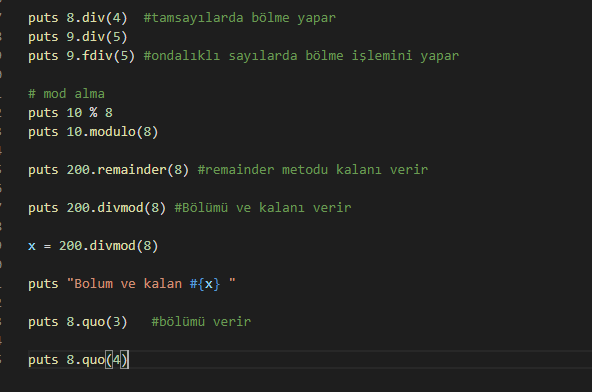 puts 8.div(4)  #tamsayılarda bölme yapar
puts 9.div(5)
puts 9.fdiv(5) #ondalıklı sayılarda bölme işlemini yapar
# mod alma
puts 10 % 8
puts 10.modulo(8)
puts 200.remainder(8) #remainder metodu kalanı verir
puts 200.divmod(8) #Bölümü ve kalanı verir
x = 200.divmod(8)
puts "Bolum ve kalan #{x} "
puts 8.quo(3)   #bölümü verir
puts 8.quo(4)